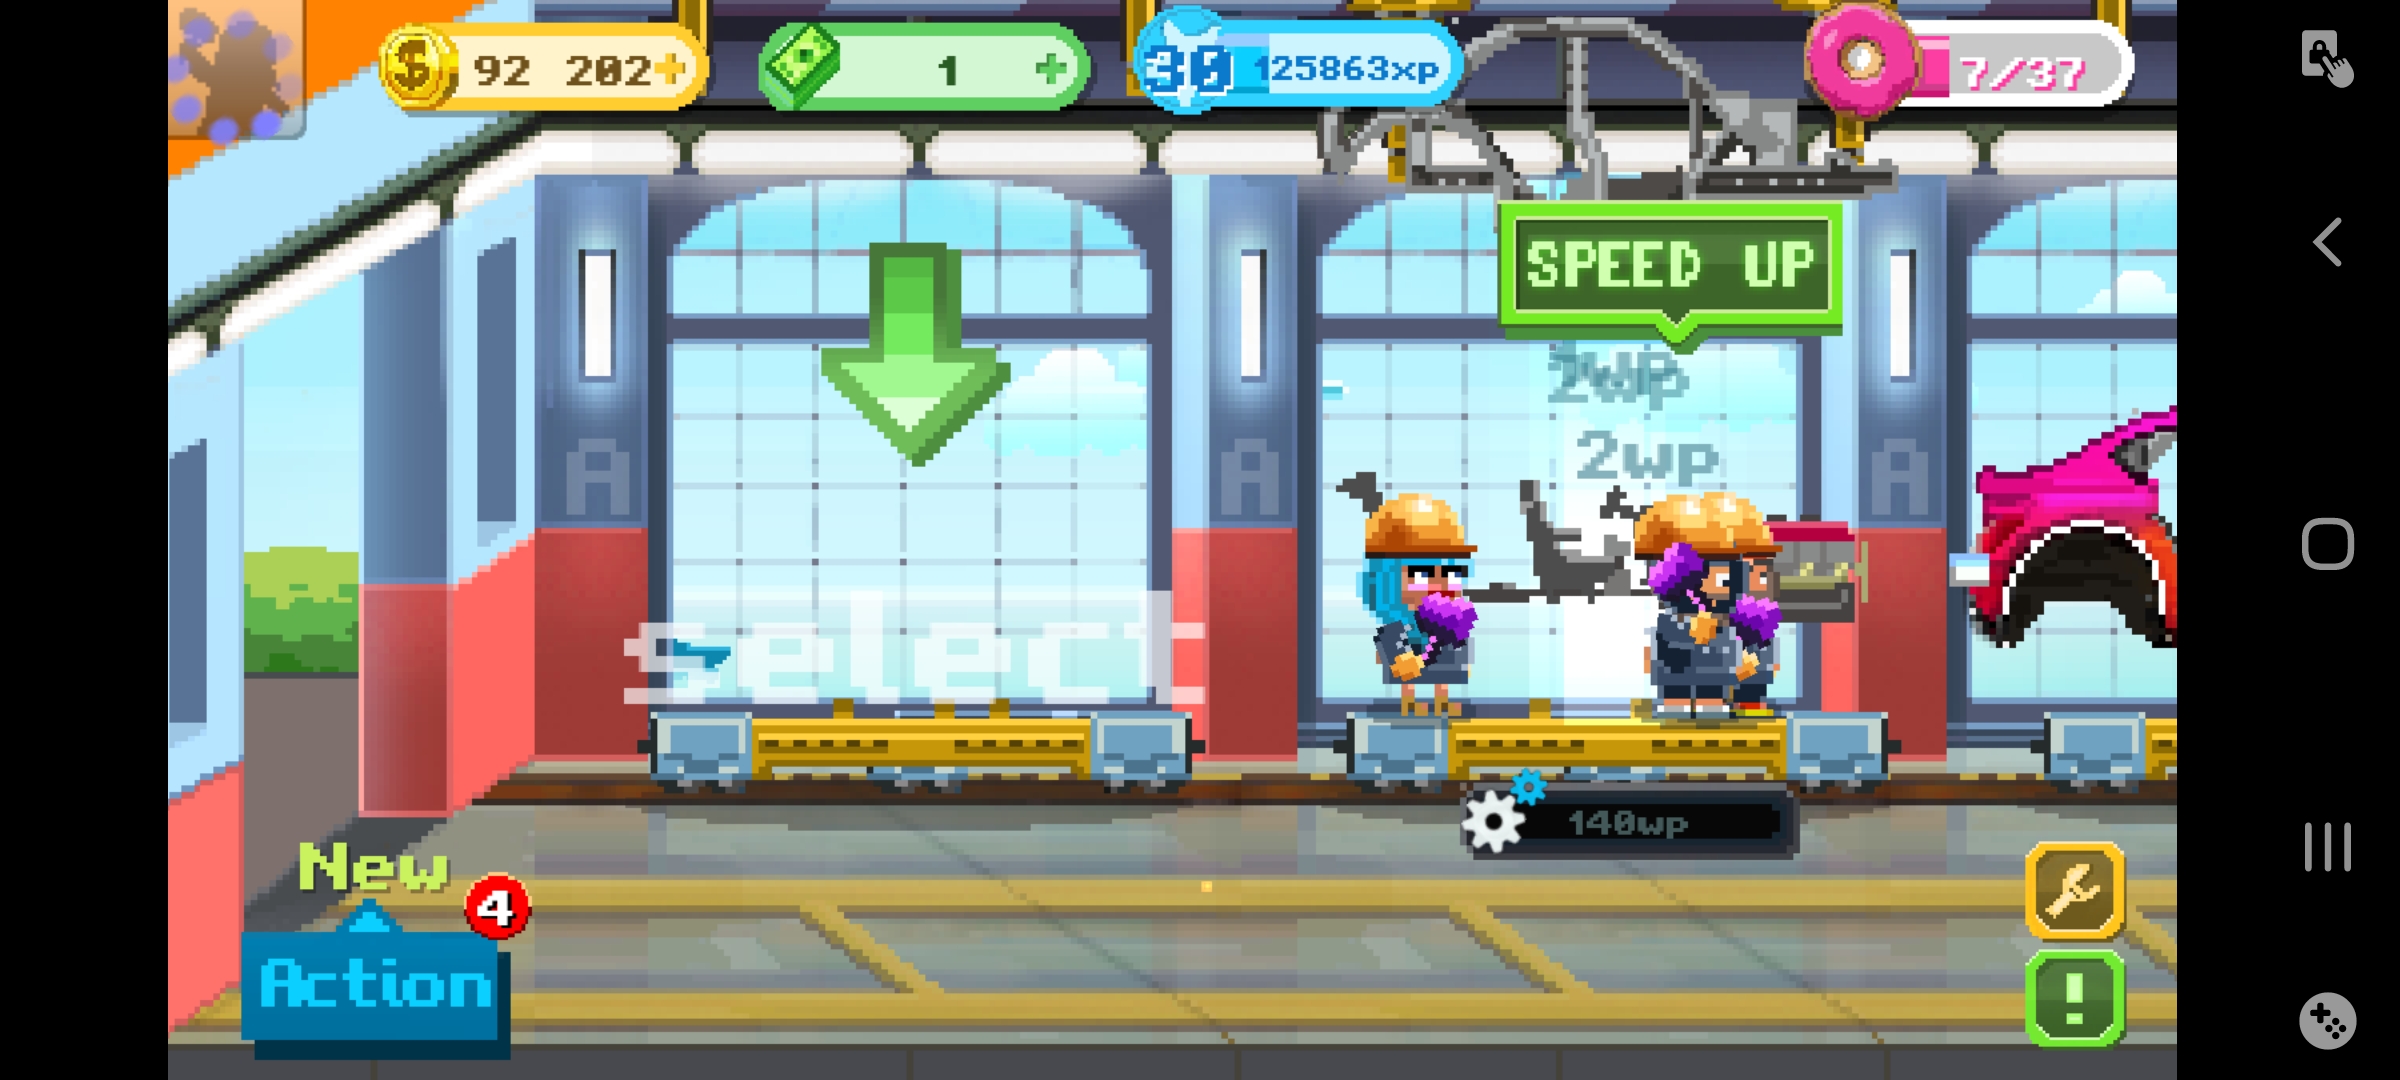 92 202
1
30 125863xp
7/37
SPEED UP
2wp
2wp
A A A
select
140wp
New
4
Action